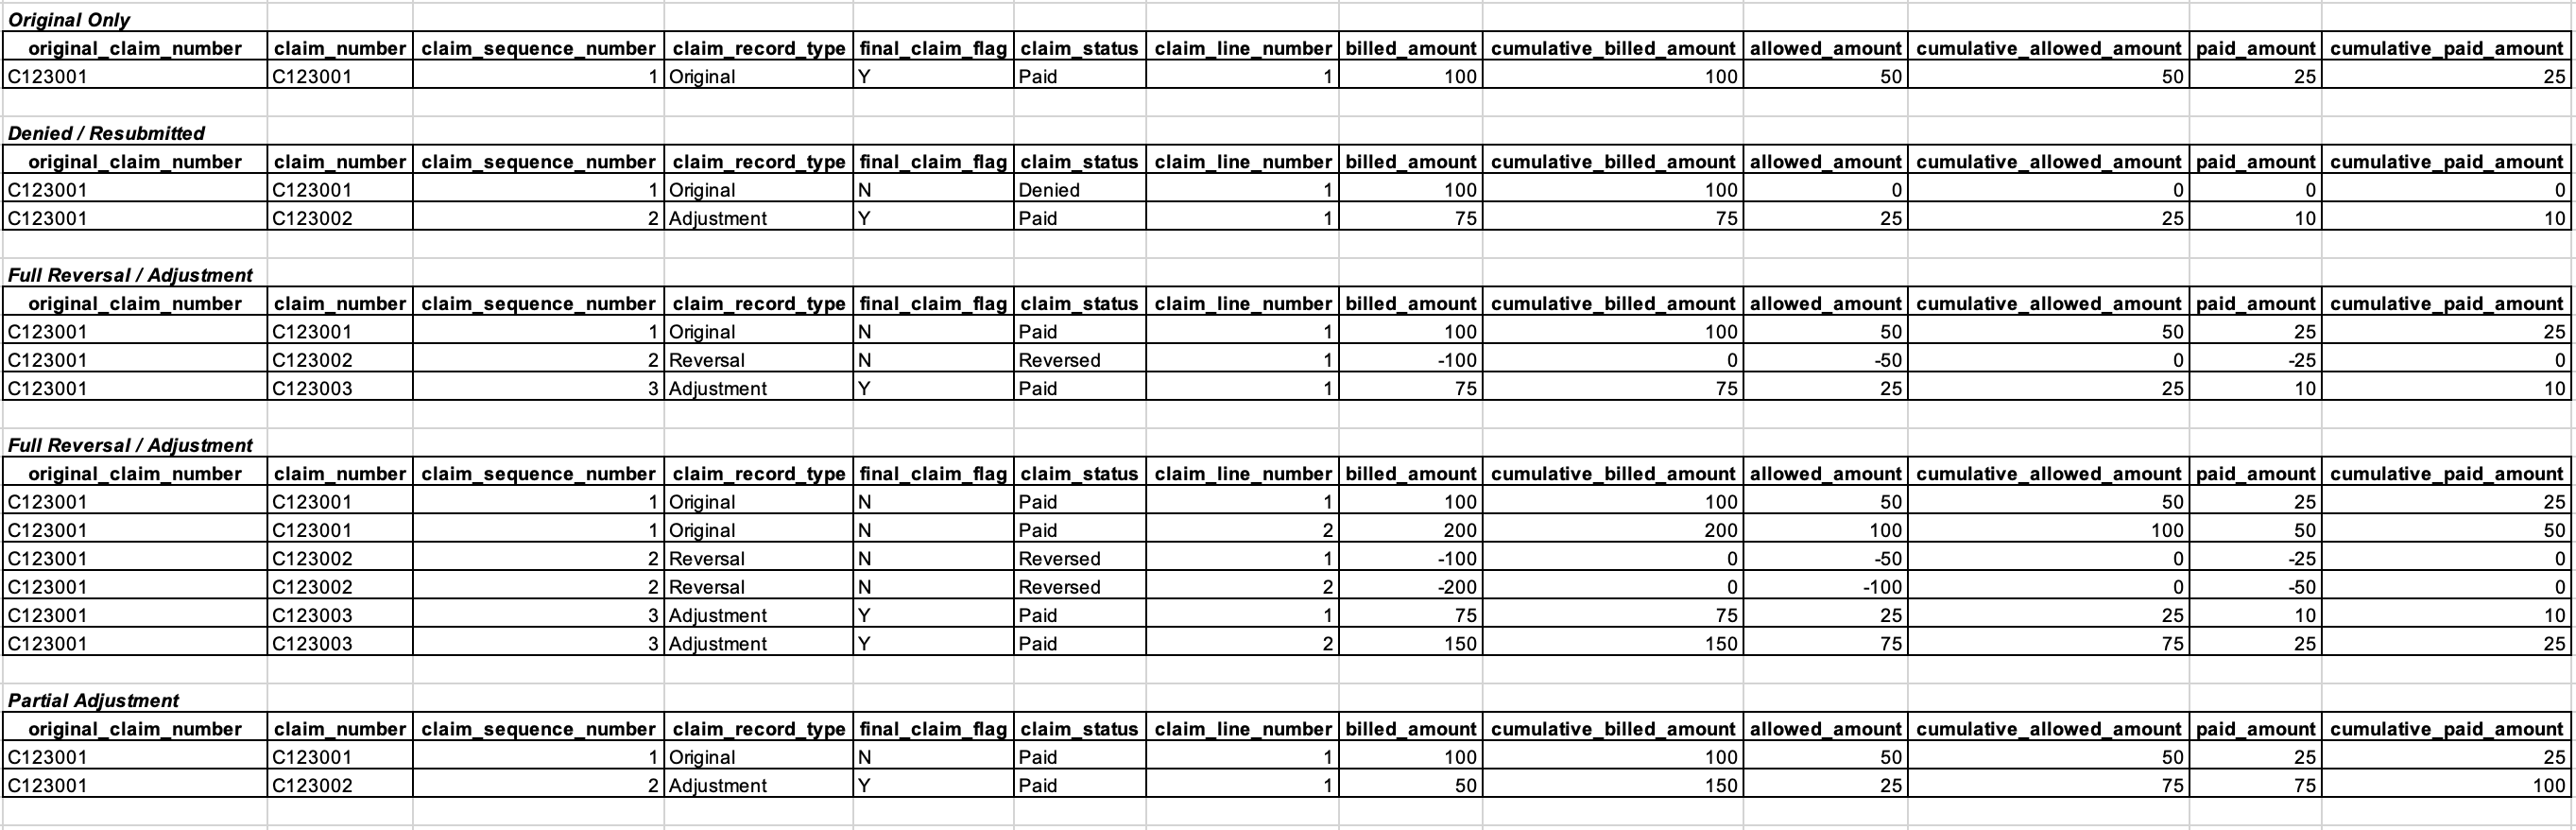 Original Only
original_claim_number claim_number claim_sequence_number claim_record_type final_claim_flag claim_status claim_line_number billed_amount cumulative_billed_amount allowed_amount cumulative_allowed_amount paid_amount cumulative_paid_amount
C123001 C123001 1 Original Y Paid 1 100 100 50 50 25 25
Denied / Resubmitted
original_claim_number claim_number claim_sequence_number claim_record_type final_claim_flag claim_status claim_line_number billed_amount cumulative_billed_amount allowed_amount cumulative_allowed_amount paid_amount cumulative_paid_amount
C123001 C123001 1 Original N Denied 1 100 100 0 0 0 0
C123001 C123002 2 Adjustment Y Paid 1 75 75 25 25 10 10
Full Reversal / Adjustment
original_claim_number claim_number claim_sequence_number claim_record_type final_claim_flag claim_status claim_line_number billed_amount cumulative_billed_amount allowed_amount cumulative_allowed_amount paid_amount cumulative_paid_amount
C123001 C123001 1 Original N Paid 1 100 100 50 50 25 25
C123001 C123002 2 Reversal N Reversed 1 -100 0 -50 0 -25 0
C123001 C123003 3 Adjustment Y Paid 1 75 75 25 25 10 10
Full Reversal / Adjustment
original_claim_number claim_number claim_sequence_number claim_record_type final_claim_flag claim_status claim_line_number billed_amount cumulative_billed_amount allowed_amount cumulative_allowed_amount paid_amount cumulative_paid_amount
C123001 C123001 1 Original N Paid 1 100 100 50 50 25 25
C123001 C123001 1 Original N Paid 2 200 200 100 100 50 50
C123001 C123002 2 Reversal N Reversed 1 -100 0 -50 0 -25 0
C123001 C123002 2 Reversal N Reversed 2 -200 0 -100 0 -50 0
C123001 C123003 3 Adjustment Y Paid 1 75 75 25 25 10 10
C123001 C123003 3 Adjustment Y Paid 2 150 150 75 75 25 25
Partial Adjustment
original_claim_number claim_number claim_sequence_number claim_record_type final_claim_flag claim_status claim_line_number billed_amount cumulative_billed_amount allowed_amount cumulative_allowed_amount paid_amount cumulative_paid_amount
C123001 C123001 1 Original N Paid 1 100 100 50 50 25 25
C123001 C123002 2 Adjustment Y Paid 1 50 150 25 75 75 100